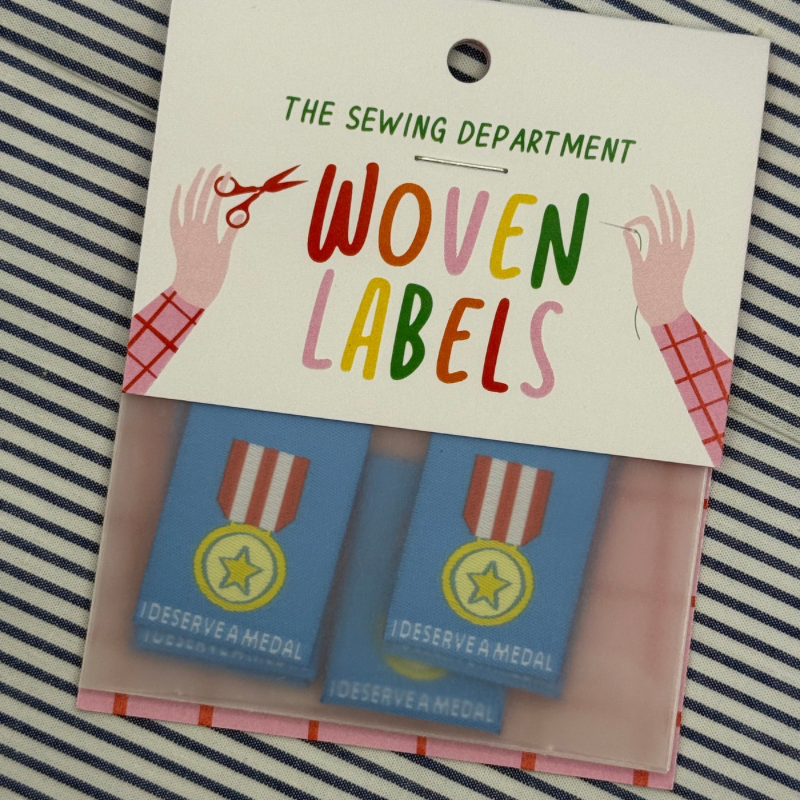 THE SEWING DEPARTMENT
WOVEN
LABELS
I DESERVE A MEDAL
I DESERVE A MEDAL
I DESERVE A MEDAL